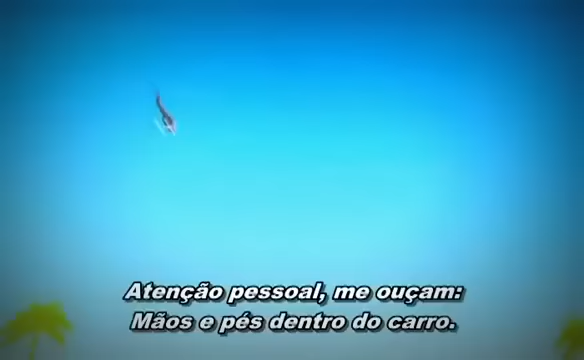 Atenção pessoal, me ouçam:
Mãos e pés dentro do carro.